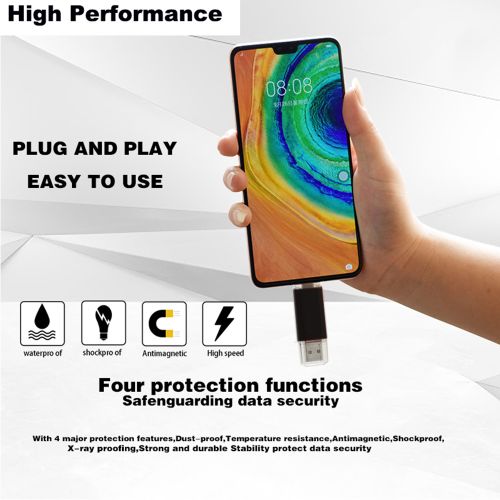 High Performance
08:08
PLUG AND PLAY
EASY TO USE
waterpro of
shockpro of
Antimagnetic
High speed
Four protection functions
Safenguarding data security
With 4 major protection features,Dust-proof,Temperature resistance,Antimagnetic,Shockproof,
X-ray proofing,Strong and durable Stability protect data security